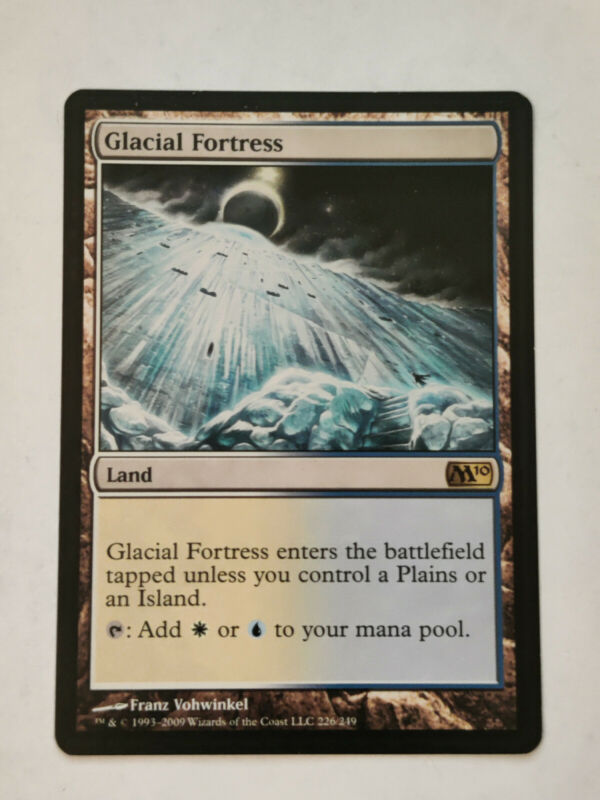 Glacial Fortress
Land
M10
Glacial Fortress enters the battlefield
tapped unless you control a Plains or
an Island.
: Add or to your mana pool.
Franz Vohwinkel
™ & © 1993–2009 Wizards of the Coast LLC 226/249